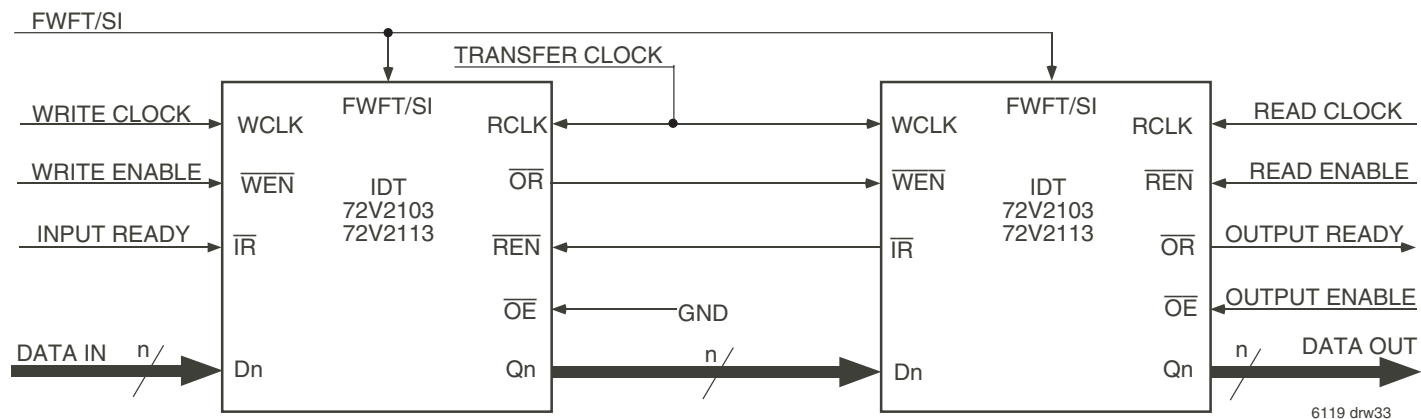 FWFT/SI
TRANSFER CLOCK
FWFT/SI
FWFT/SI
WRITE CLOCK
WCLK
RCLK
WCLK
RCLK
READ CLOCK
WRITE ENABLE
WEN
OR
WEN
REN
READ ENABLE
IDT
72V2103
72V2113
IDT
72V2103
72V2113
INPUT READY
IR
REN
IR
OR
OUTPUT READY
OE
GND
OE
OUTPUT ENABLE
DATA IN
n
Dn
Qn
n
Dn
Qn
n
DATA OUT
6119 drw33